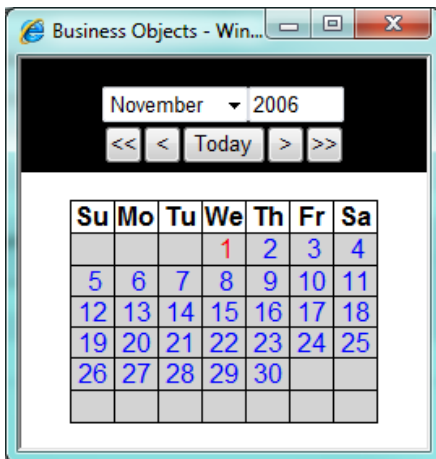 Business Objects - Win...
November 2006
<< < Today > >>
Su Mo Tu We Th Fr Sa
1 2 3 4
5 6 7 8 9 10 11
12 13 14 15 16 17 18
19 20 21 22 23 24 25
26 27 28 29 30